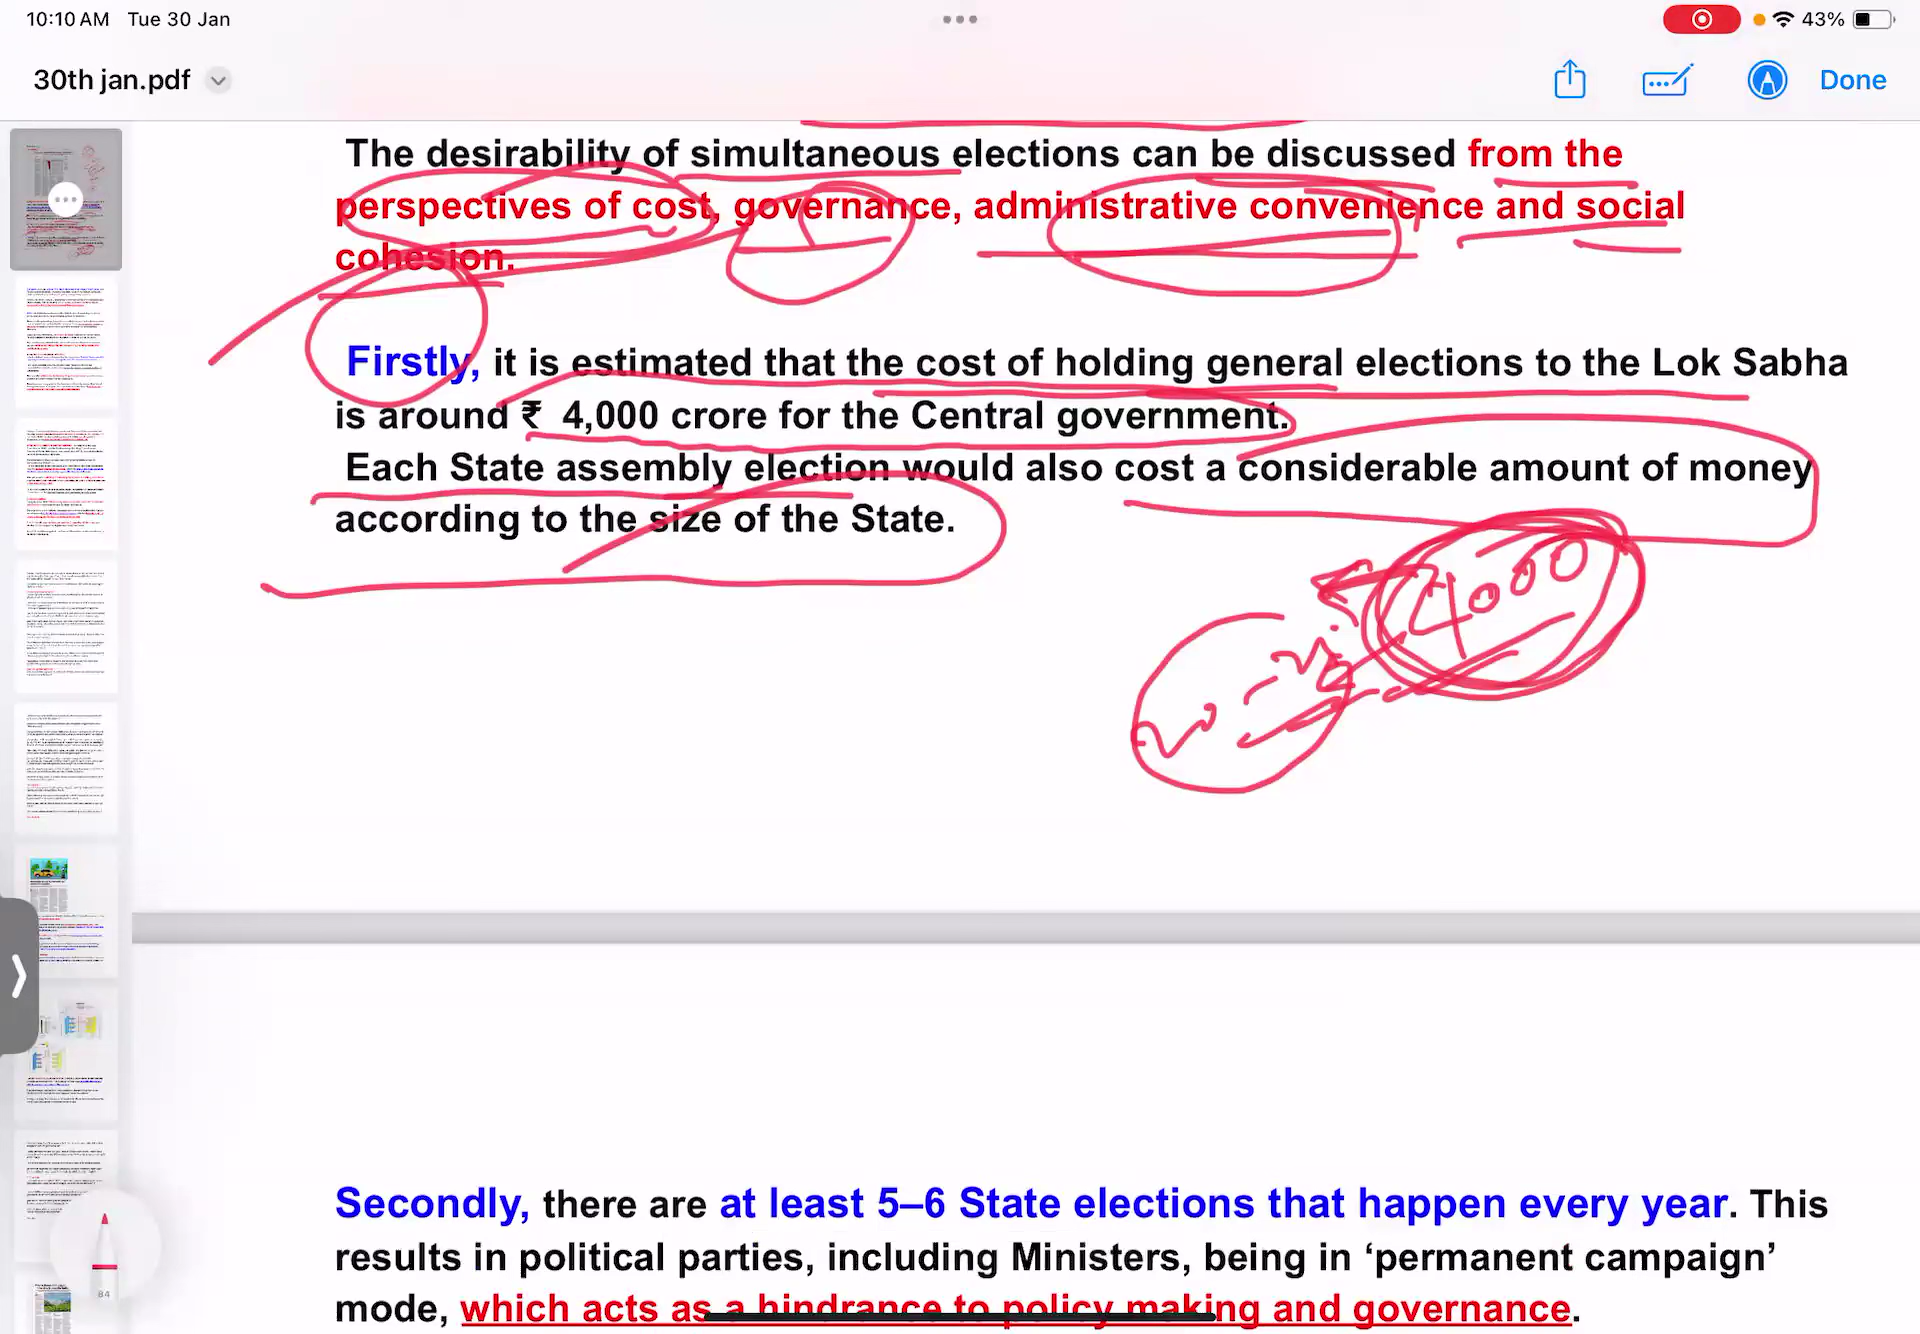 10:10 AM Tue 30 Jan
43%
30th jan.pdf
Done
The desirability of simultaneous elections can be discussed from the
perspectives of cost, governance, administrative convenience and social
cohesion.
Firstly, it is estimated that the cost of holding general elections to the Lok Sabha
is around ₹ 4,000 crore for the Central government.
Each State assembly election would also cost a considerable amount of money
according to the size of the State.
4000
Secondly, there are at least 5–6 State elections that happen every year. This
results in political parties, including Ministers, being in ‘permanent campaign’
mode, which acts as a hindrance to policy making and governance.
84